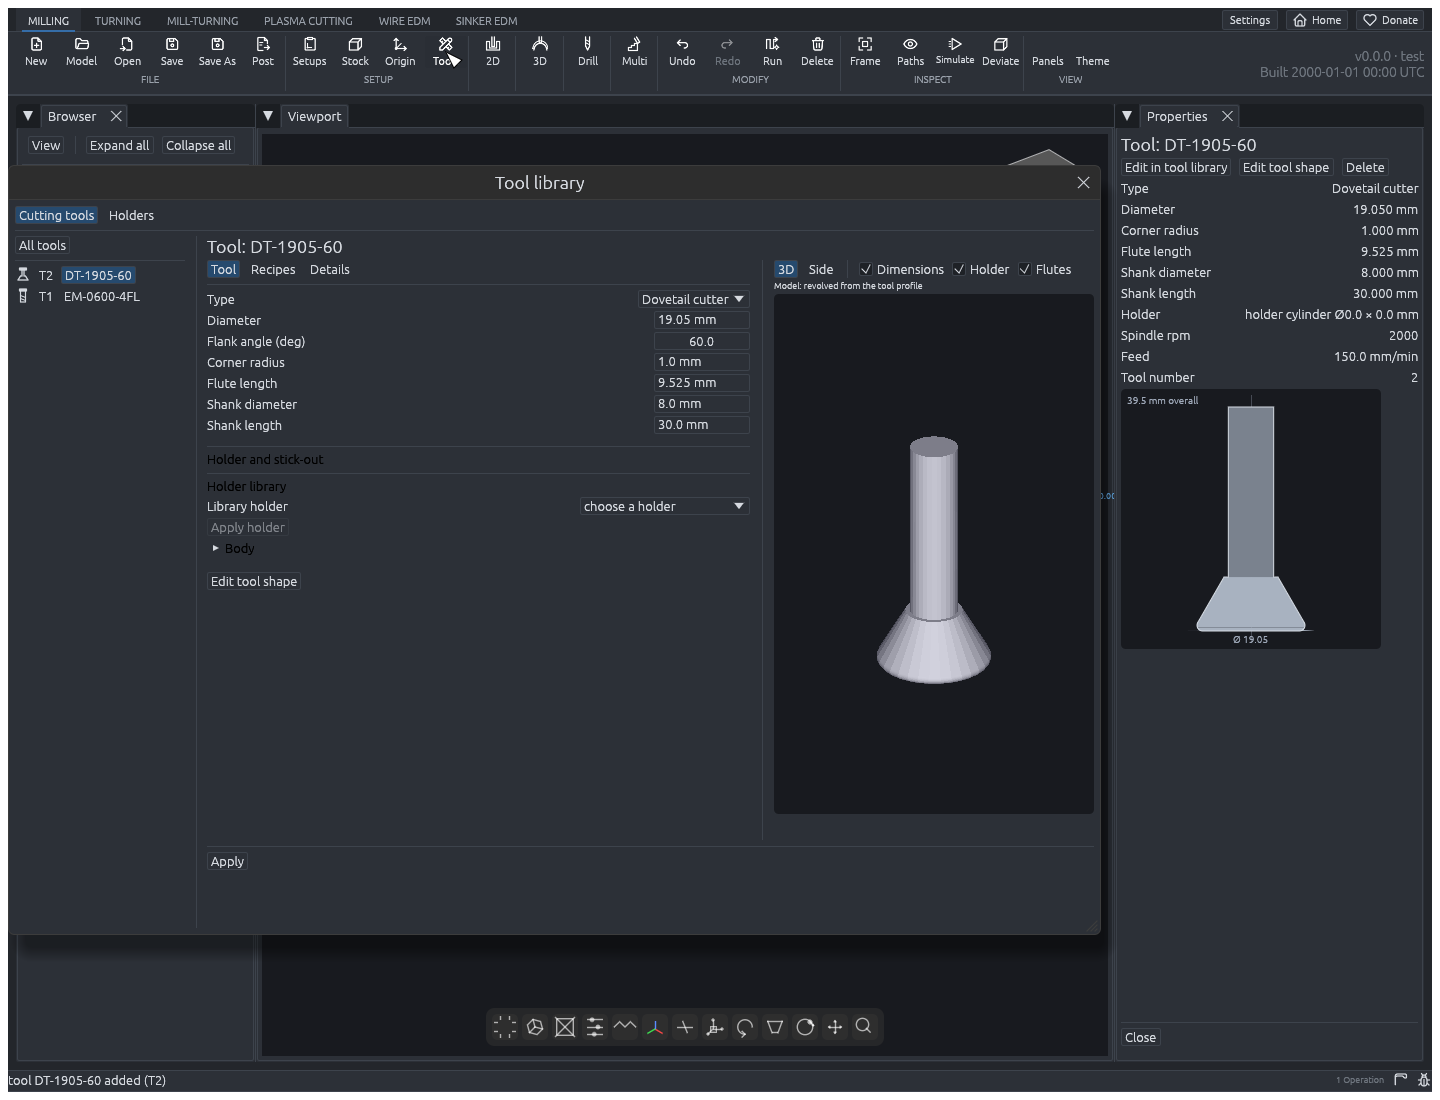 MILLING TURNING MILL-TURNING PLASMA CUTTING WIRE EDM SINKER EDM Settings Home Donate
New Model Open Save Save As Post Setups Stock Origin 2D 3D Drill Multi Undo Redo Run Delete Frame Paths Simulate Deviate Panels Theme
FILE SETUP MODIFY INSPECT VIEW
v0.0.0 · test
Built 2000-01-01 00:00 UTC
Browser Viewport Properties
View Expand all Collapse all
Tool library
Cutting tools Holders
All tools
T2 DT-1905-60
T1 EM-0600-4FL
Tool: DT-1905-60
Tool Recipes Details
Type Dovetail cutter
Diameter 19.05 mm
Flank angle (deg) 60.0
Corner radius 1.0 mm
Flute length 9.525 mm
Shank diameter 8.0 mm
Shank length 30.0 mm
Holder and stick-out
Holder library
Library holder choose a holder
Apply holder
Body
Edit tool shape
Apply
3D Side Dimensions Holder Flutes
Model: revolved from the tool profile
Tool: DT-1905-60
Edit in tool library Edit tool shape Delete
Type Dovetail cutter
Diameter 19.050 mm
Corner radius 1.000 mm
Flute length 9.525 mm
Shank diameter 8.000 mm
Shank length 30.000 mm
Holder holder cylinder Ø0.0 × 0.0 mm
Spindle rpm 2000
Feed 150.0 mm/min
Tool number 2
39.5 mm overall
Ø 19.05
Close
tool DT-1905-60 added (T2)
1 Operation